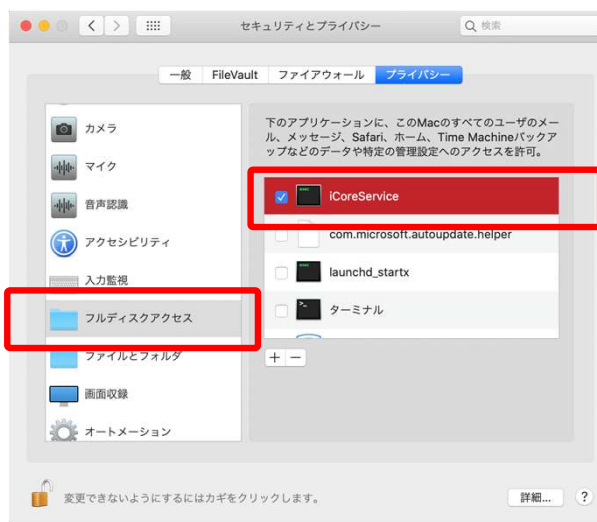 セキュリティとプライバシー
検索
一般 FileVault ファイアウォール プライバシー
カメラ
マイク
音声認識
アクセシビリティ
入力監視
フルディスクアクセス
ファイルとフォルダ
画面収録
オートメーション
下のアプリケーションに、このMacのすべてのユーザのメー
ル、メッセージ、Safari、ホーム、Time Machineバックア
ップなどのデータや特定の管理設定へのアクセスを許可。
iCoreService
com.microsoft.autoupdate.helper
launchd_startx
ターミナル
+ −
変更できないようにするにはカギをクリックします。
詳細... ?